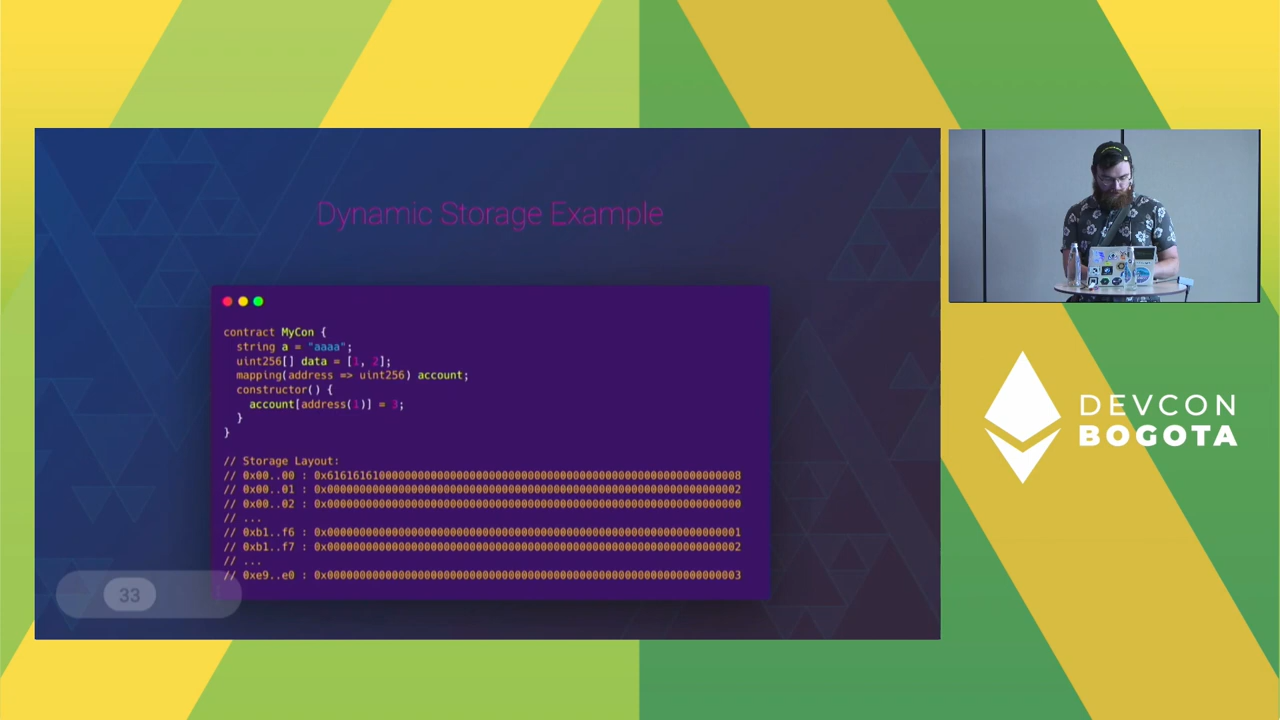 Dynamic Storage Example
contract MyCon {
string a = "aaaa";
uint256[] data = [1, 2];
mapping(address => uint256) account;
constructor() {
account[address(1)] = 3;
}
}
// Storage Layout:
// 0x00..00 : 0x6161616100000000000000000000000000000000000000000000000000000008
// 0x00..01 : 0x0000000000000000000000000000000000000000000000000000000000000002
// 0x00..02 : 0x0000000000000000000000000000000000000000000000000000000000000000
// ...
// 0xb1..f6 : 0x0000000000000000000000000000000000000000000000000000000000000001
// 0xb1..f7 : 0x0000000000000000000000000000000000000000000000000000000000000002
// ...
// 0xe9..e0 : 0x0000000000000000000000000000000000000000000000000000000000000003
33
DEVCON
BOGOTA